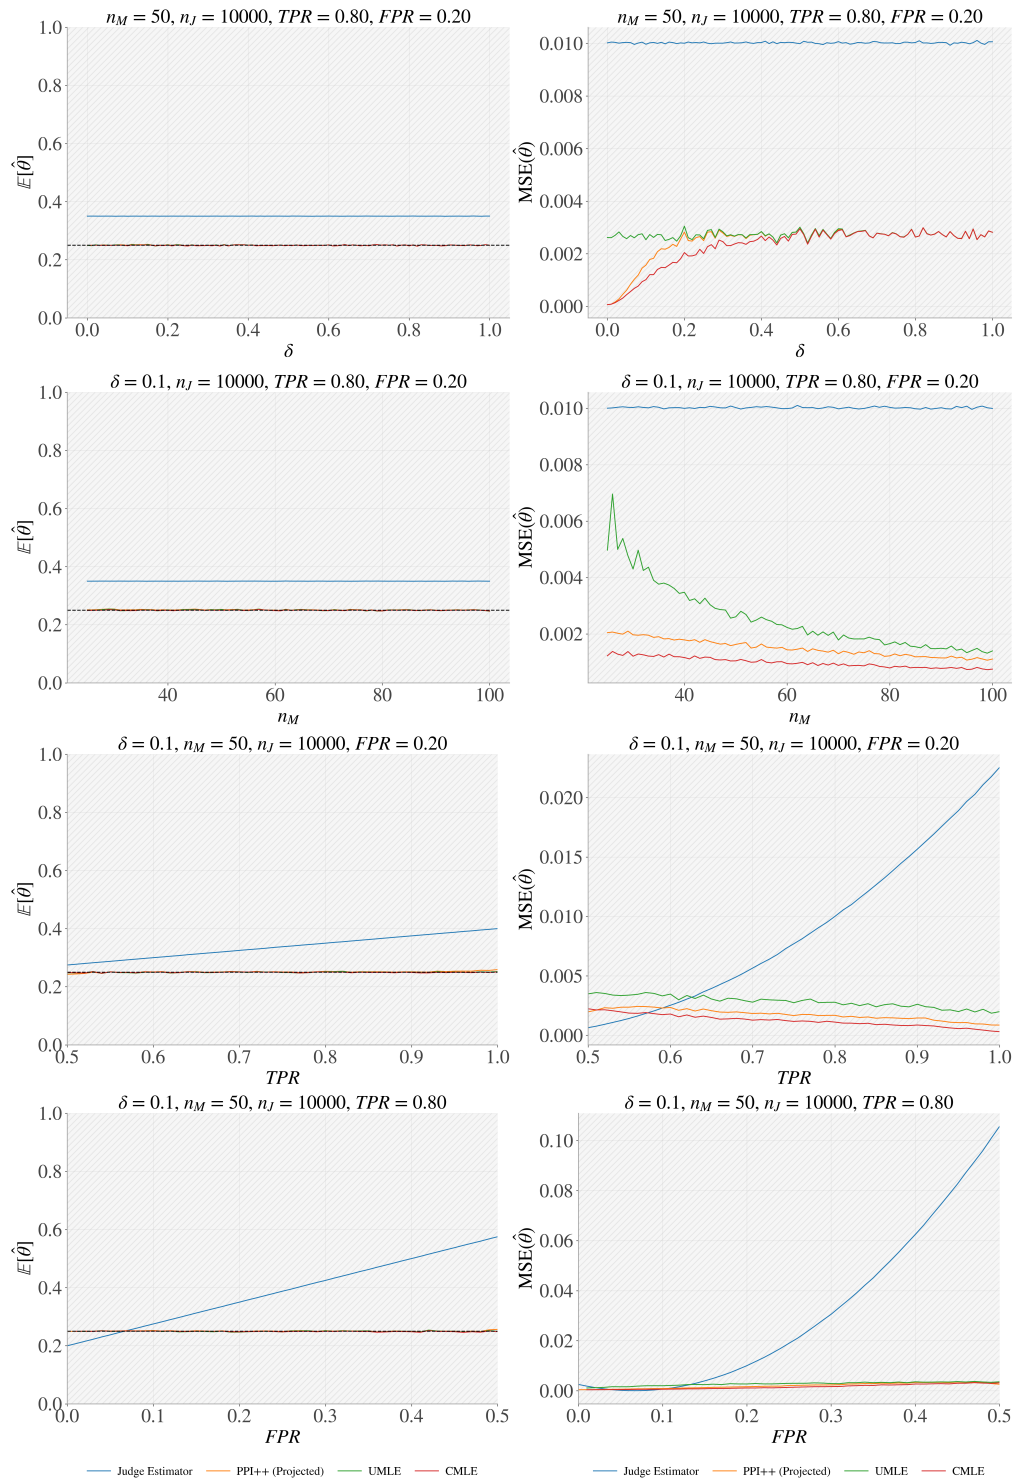 n_M = 50, n_J = 10000, TPR = 0.80, FPR = 0.20
𝔼[θ̂]
1.0
0.8
0.6
0.4
0.2
0.0
0.0 0.2 0.4 0.6 0.8 1.0
δ
n_M = 50, n_J = 10000, TPR = 0.80, FPR = 0.20
MSE(θ̂)
0.010
0.008
0.006
0.004
0.002
0.000
0.0 0.2 0.4 0.6 0.8 1.0
δ
δ = 0.1, n_J = 10000, TPR = 0.80, FPR = 0.20
𝔼[θ̂]
1.0
0.8
0.6
0.4
0.2
0.0
40 60 80 100
n_M
δ = 0.1, n_J = 10000, TPR = 0.80, FPR = 0.20
MSE(θ̂)
0.010
0.008
0.006
0.004
0.002
40 60 80 100
n_M
δ = 0.1, n_M = 50, n_J = 10000, FPR = 0.20
𝔼[θ̂]
1.0
0.8
0.6
0.4
0.2
0.0
0.5 0.6 0.7 0.8 0.9 1.0
TPR
δ = 0.1, n_M = 50, n_J = 10000, FPR = 0.20
MSE(θ̂)
0.020
0.015
0.010
0.005
0.000
0.5 0.6 0.7 0.8 0.9 1.0
TPR
δ = 0.1, n_M = 50, n_J = 10000, TPR = 0.80
𝔼[θ̂]
1.0
0.8
0.6
0.4
0.2
0.0
0.0 0.1 0.2 0.3 0.4 0.5
FPR
δ = 0.1, n_M = 50, n_J = 10000, TPR = 0.80
MSE(θ̂)
0.10
0.08
0.06
0.04
0.02
0.00
0.0 0.1 0.2 0.3 0.4 0.5
FPR
Judge Estimator PPI++ (Projected) UMLE CMLE
Judge Estimator PPI++ (Projected) UMLE CMLE